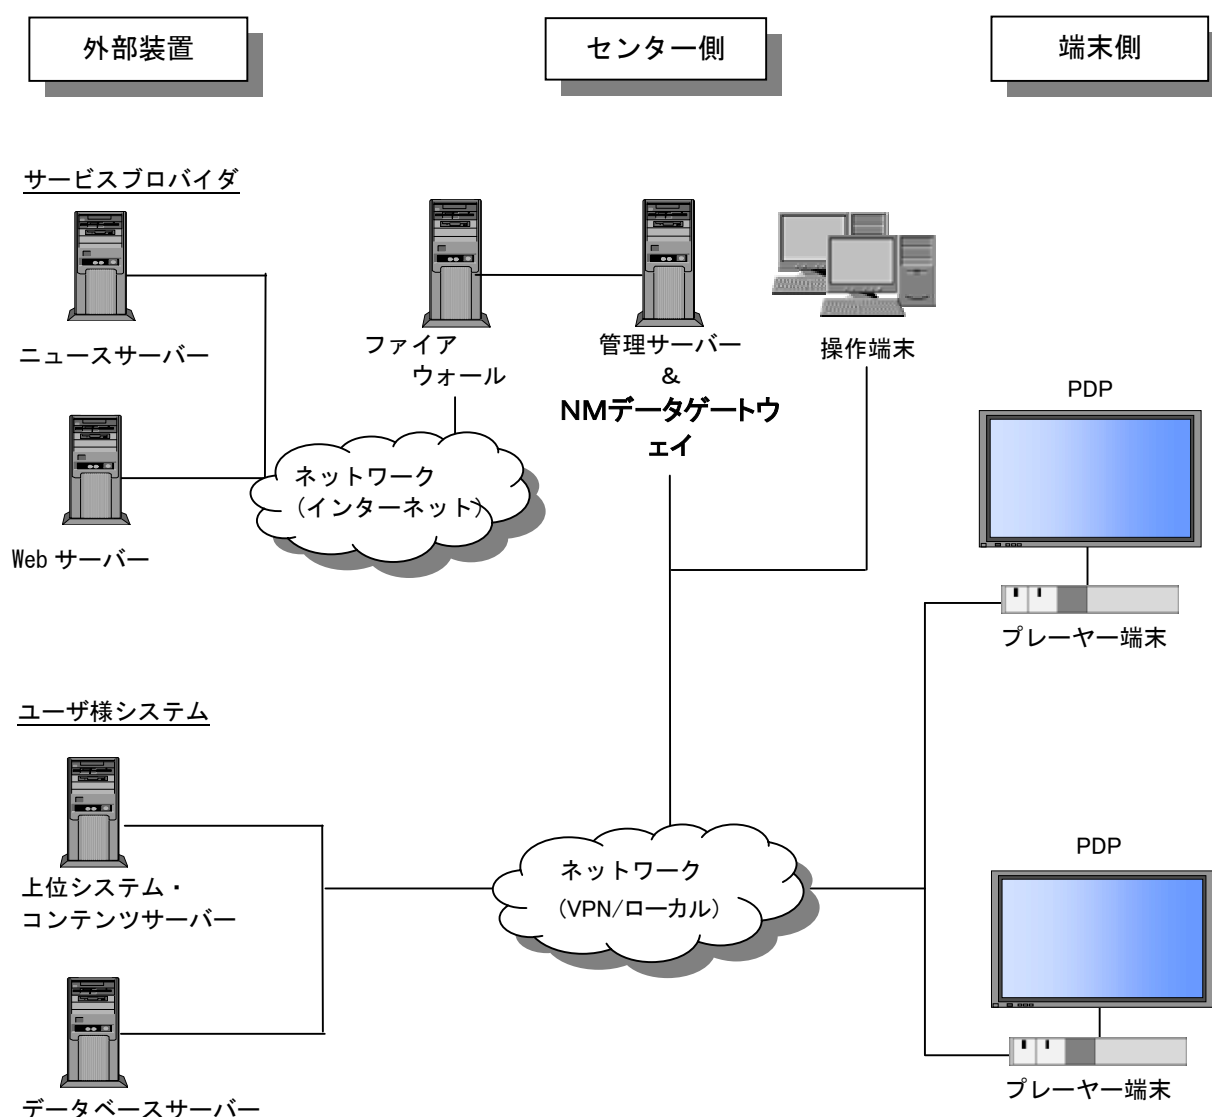 外部装置
センター側
端末側
サービスプロバイダ
ニュースサーバー
ファイア
ウォール
管理サーバー
&
NMデータゲートウ
ェイ
操作端末
PDP
ネットワーク
(インターネット)
Web サーバー
プレーヤー端末
ユーザ様システム
上位システム・
コンテンツサーバー
ネットワーク
(VPN/ローカル)
PDP
データベースサーバー
プレーヤー端末